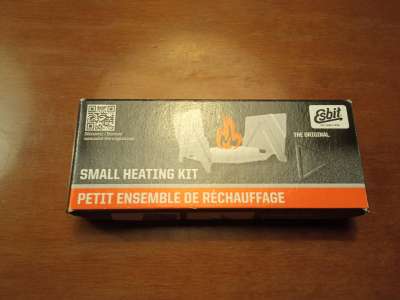 Esbit
THE ORIGINAL
SMALL HEATING KIT
PETIT ENSEMBLE DE RÉCHAUFFAGE